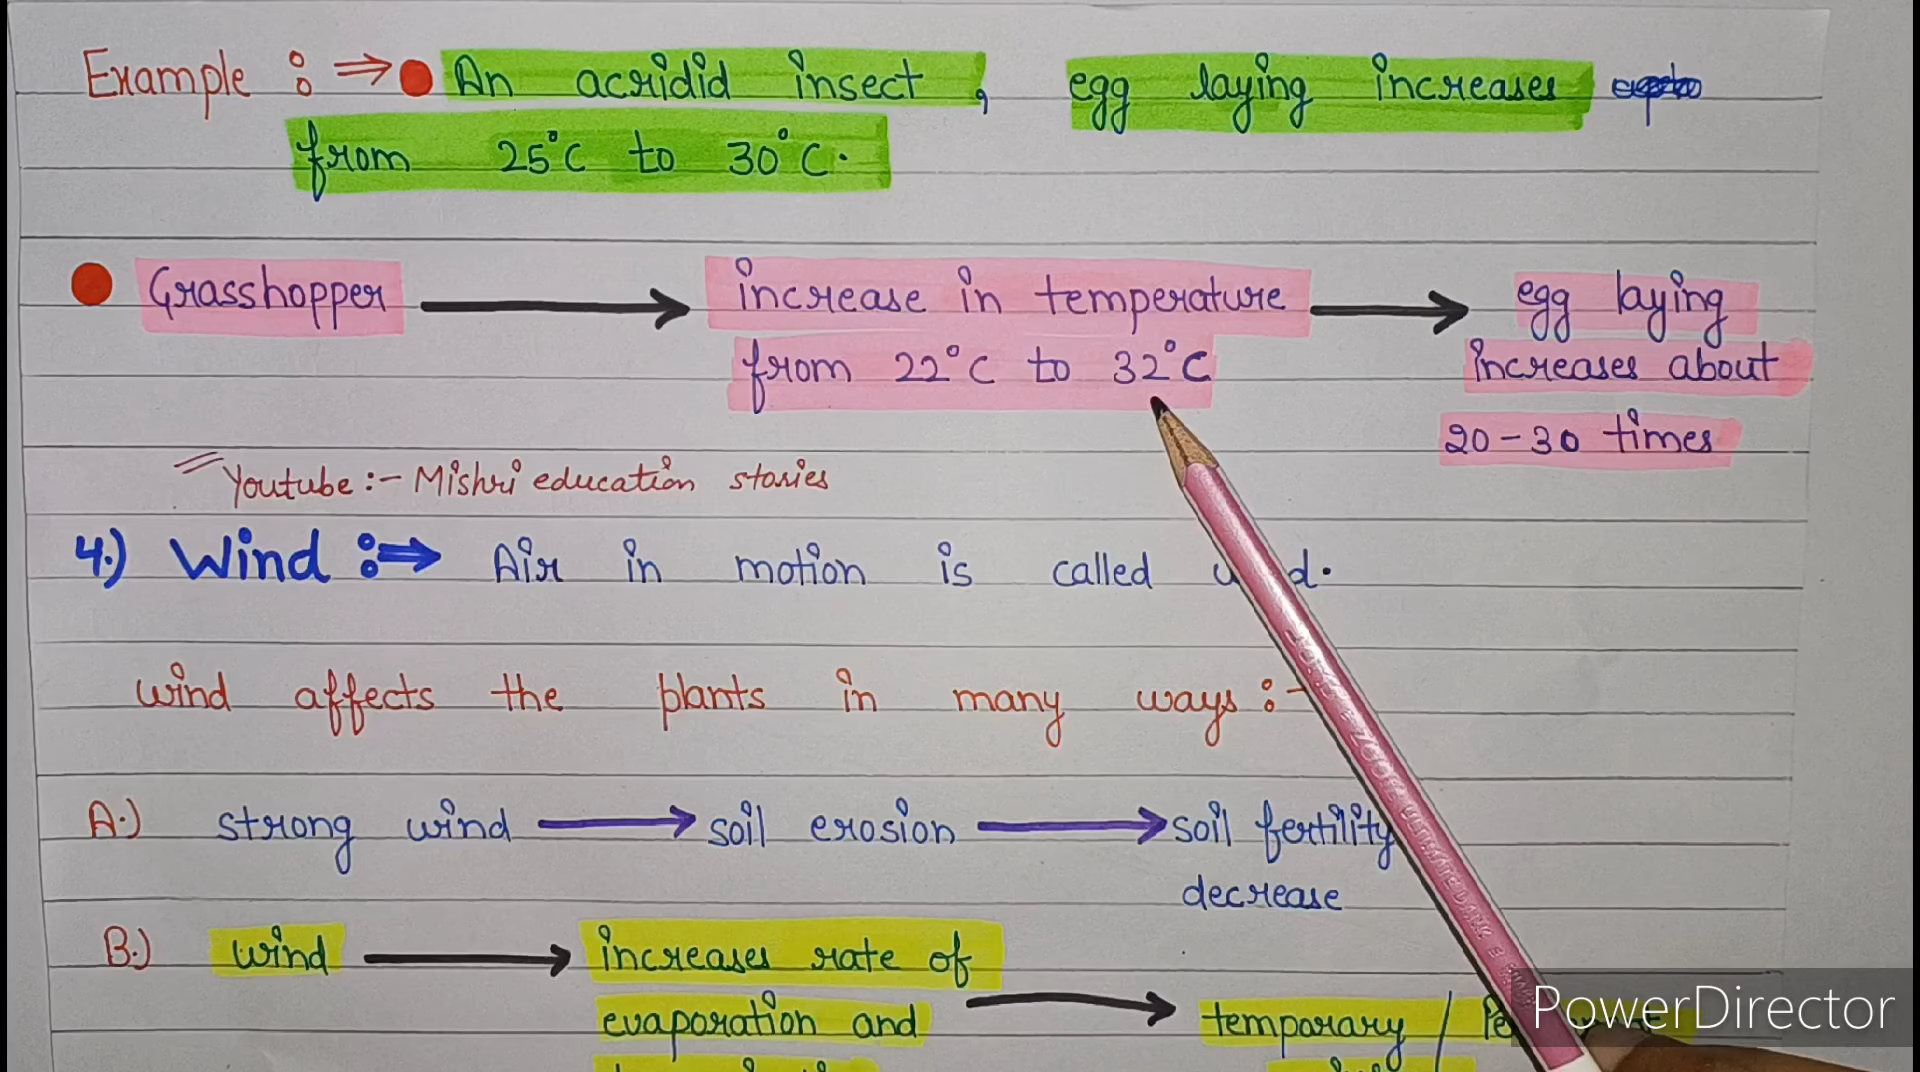 Example :⇒ ● An acridid insect, egg laying increases
from 25°C to 30°C.
● Grasshopper → increase in temperature → egg laying
from 22°C to 32°C increases about
20-30 times
Youtube :- Mishri education stories
4.) Wind :⇒ Air in motion is called
wind affects the plants in many ways :-
A.) strong wind → soil erosion → soil fertility
decrease
B.) wind → increases rate of
evaporation and → temporary /
PowerDirector